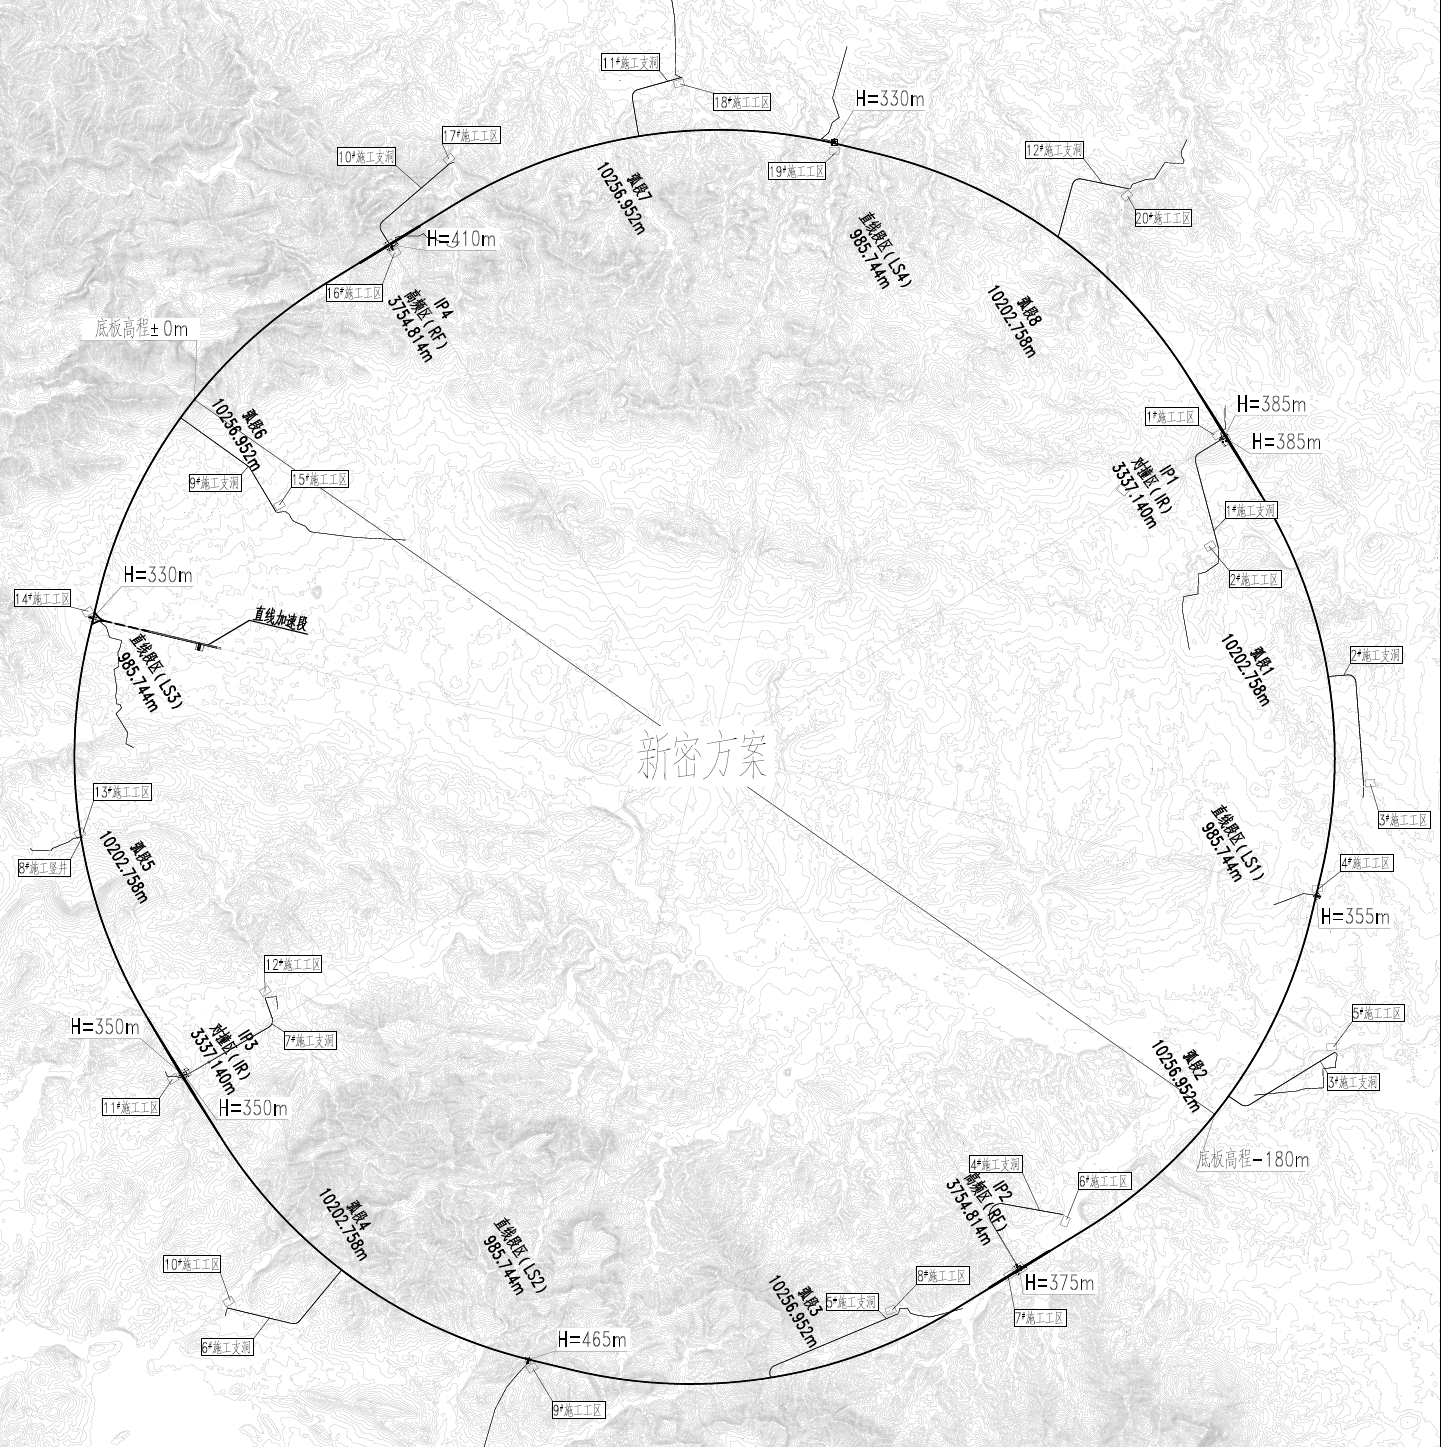 11#施工支洞
18#施工工区
H=330m
17#施工工区
10#施工支洞
19#施工工区
12#施工支洞
20#施工工区
弧段7
10256.952m
直线段区(LS4)
985.744m
H=410m
16#施工工区
IP4
高频区(RF)
3754.814m
弧段8
10202.758m
底板高程±0m
H=385m
1#施工工区
H=385m
弧段6
10256.952m
9#施工支洞
15#施工工区
IP1
对撞区(IR)
3337.140m
1#施工支洞
2#施工工区
H=330m
14#施工工区
直线加速段
直线段区(LS3)
985.744m
弧段1
10202.758m
2#施工支洞
新密方案
13#施工工区
3#施工工区
8#施工竖井
弧段5
10202.758m
直线段区(LS1)
985.744m
4#施工工区
H=355m
12#施工工区
7#施工支洞
H=350m
IP3
对撞区(IR)
3337.140m
11#施工工区
H=350m
5#施工工区
3#施工支洞
弧段2
10256.952m
底板高程-180m
4#施工支洞
6#施工工区
IP2
高频区(RF)
3754.814m
弧段4
10202.758m
直线段区(LS2)
985.744m
10#施工工区
6#施工支洞
弧段3
10256.952m
5#施工支洞
8#施工工区
H=375m
7#施工工区
H=465m
9#施工工区